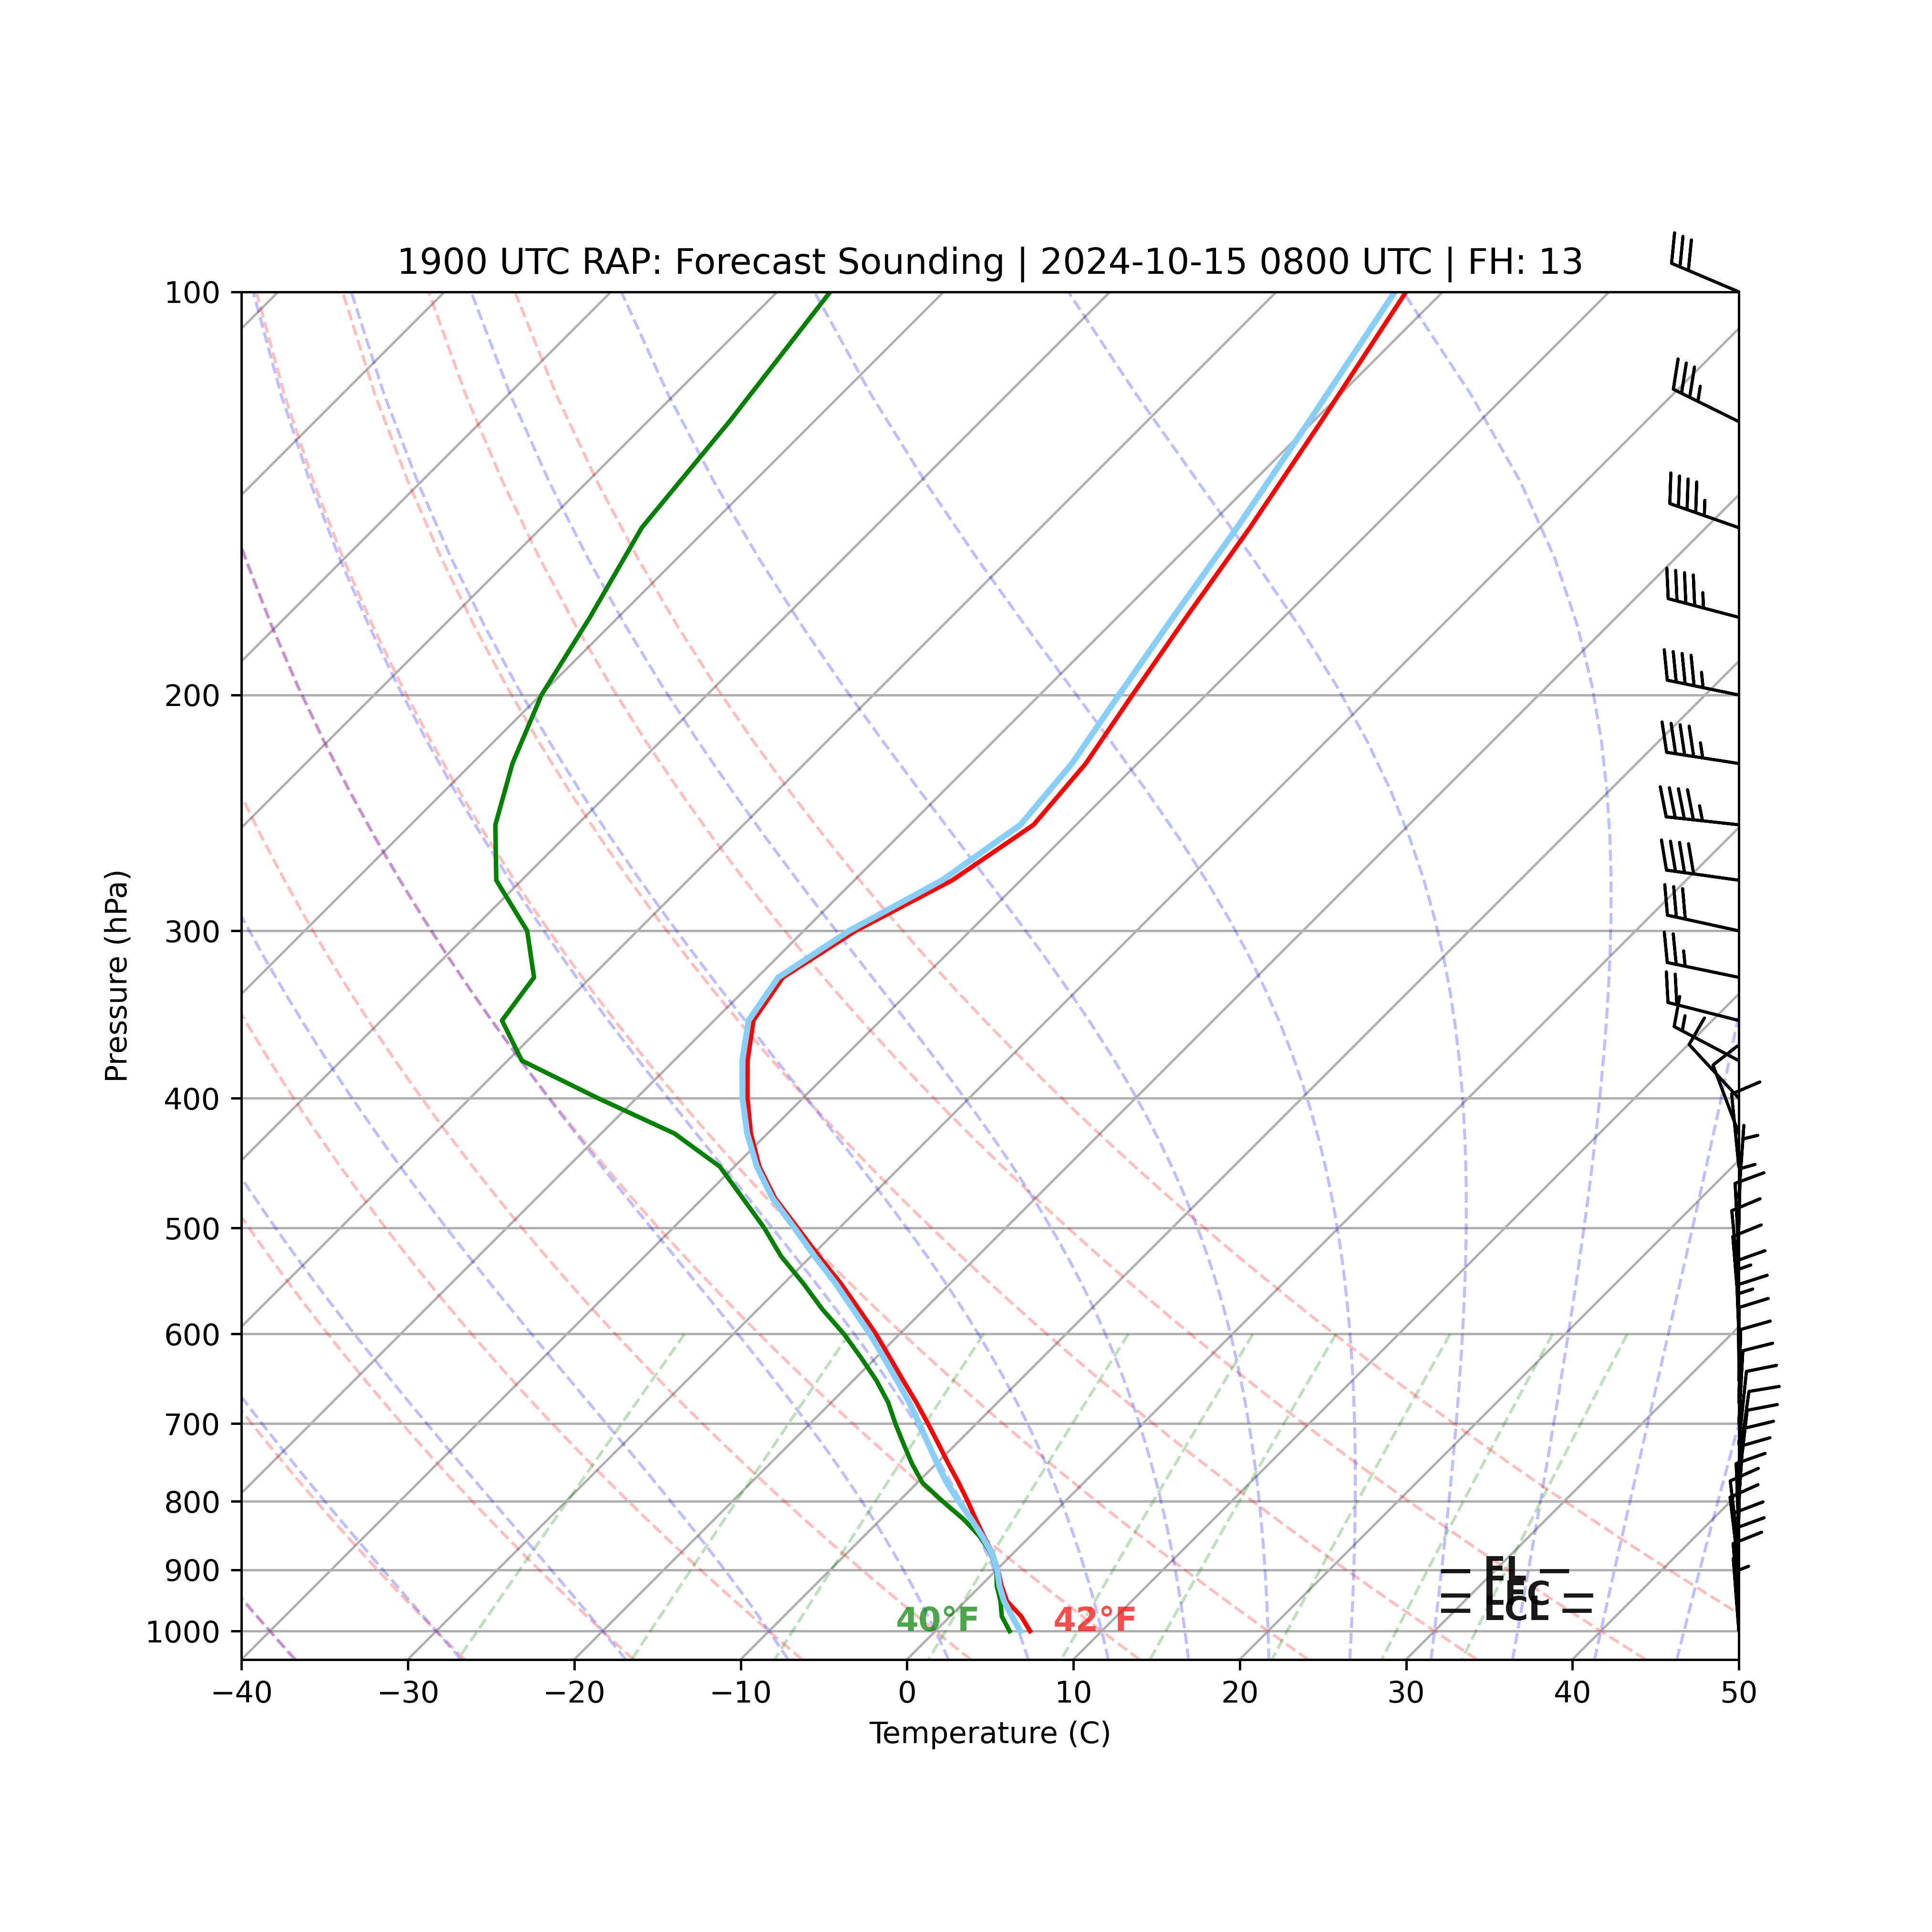 1900 UTC RAP: Forecast Sounding | 2024-10-15 0800 UTC | FH: 13
100
200
300
400
500
600
700
800
900
1000
Pressure (hPa)
— EL —
— LFC —
— LCL —
40°F
42°F
−40 −30 −20 −10 0 10 20 30 40 50
Temperature (C)